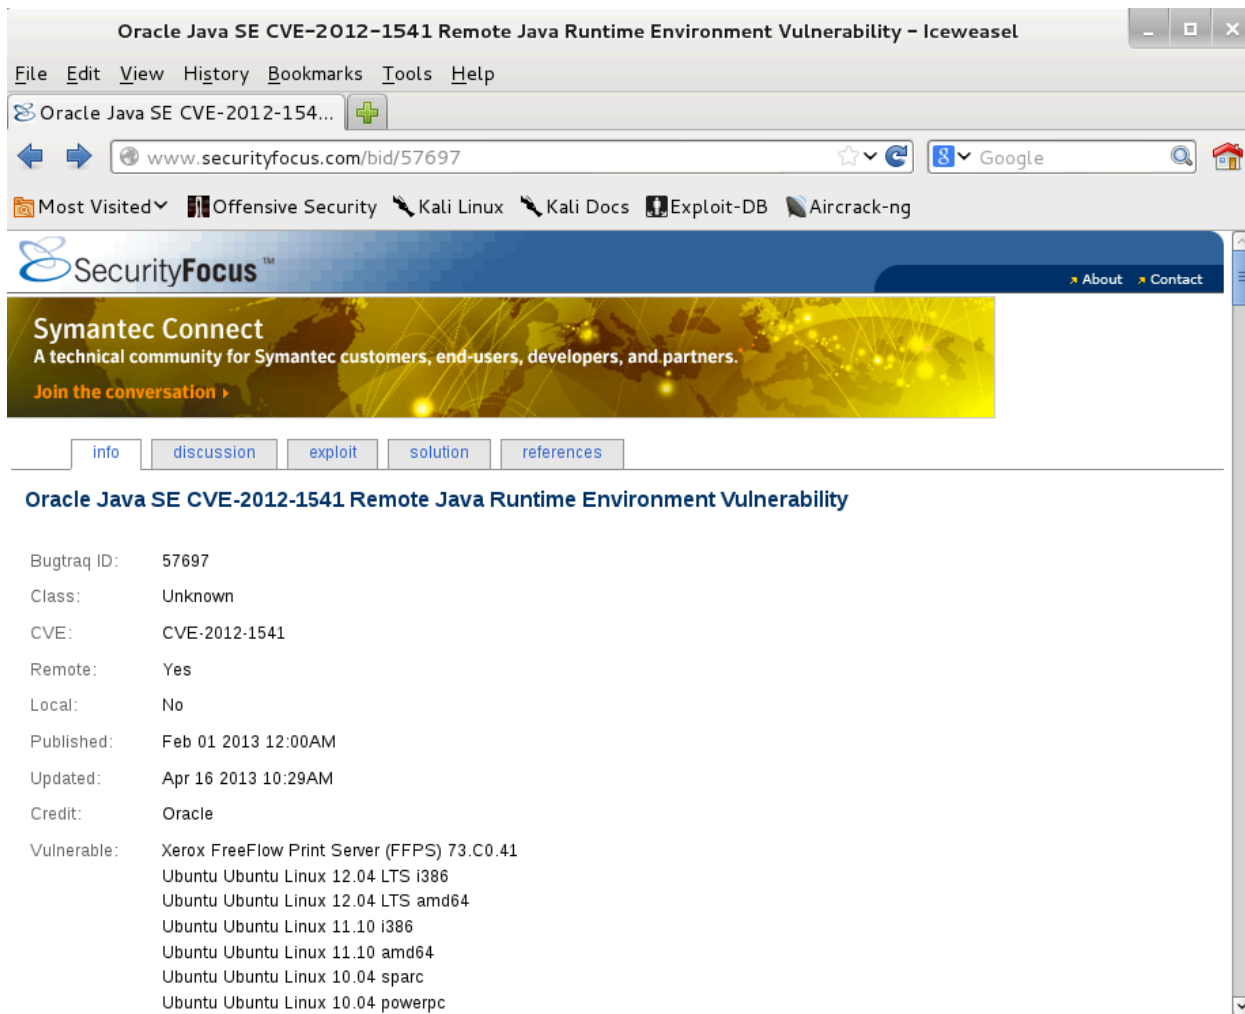 Oracle Java SE CVE-2012-1541 Remote Java Runtime Environment Vulnerability - Iceweasel
File Edit View History Bookmarks Tools Help
Oracle Java SE CVE-2012-154...
www.securityfocus.com/bid/57697
8 Google
Most Visited Offensive Security Kali Linux Kali Docs Exploit-DB Aircrack-ng
SecurityFocus™
About Contact
Symantec Connect
A technical community for Symantec customers, end-users, developers, and partners.
Join the conversation
info discussion exploit solution references
Oracle Java SE CVE-2012-1541 Remote Java Runtime Environment Vulnerability
Bugtraq ID: 57697
Class: Unknown
CVE: CVE-2012-1541
Remote: Yes
Local: No
Published: Feb 01 2013 12:00AM
Updated: Apr 16 2013 10:29AM
Credit: Oracle
Vulnerable: Xerox FreeFlow Print Server (FFPS) 73.C0.41
Ubuntu Ubuntu Linux 12.04 LTS i386
Ubuntu Ubuntu Linux 12.04 LTS amd64
Ubuntu Ubuntu Linux 11.10 i386
Ubuntu Ubuntu Linux 11.10 amd64
Ubuntu Ubuntu Linux 10.04 sparc
Ubuntu Ubuntu Linux 10.04 powerpc